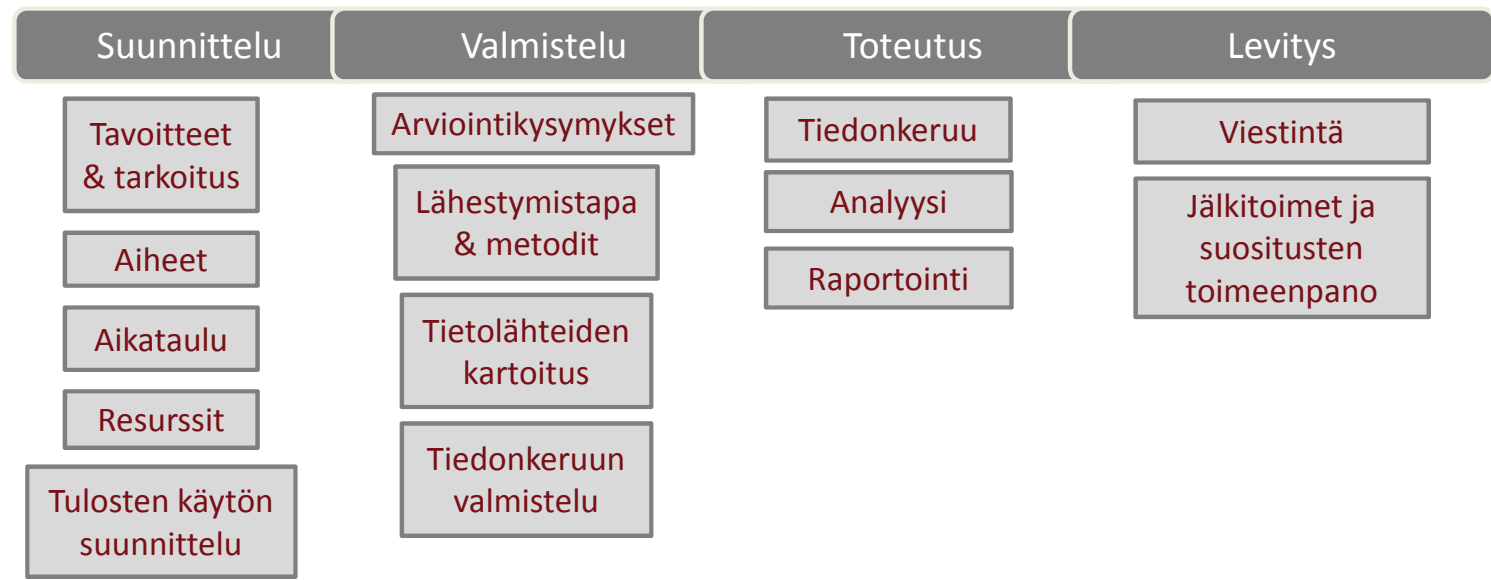 Suunnittelu
Valmistelu
Toteutus
Levitys
Tavoitteet
& tarkoitus
Aiheet
Aikataulu
Resurssit
Tulosten käytön
suunnittelu
Arviointikysymykset
Lähestymistapa
& metodit
Tietolähteiden
kartoitus
Tiedonkeruun
valmistelu
Tiedonkeruu
Analyysi
Raportointi
Viestintä
Jälkitoimet ja
suositusten
toimeenpano